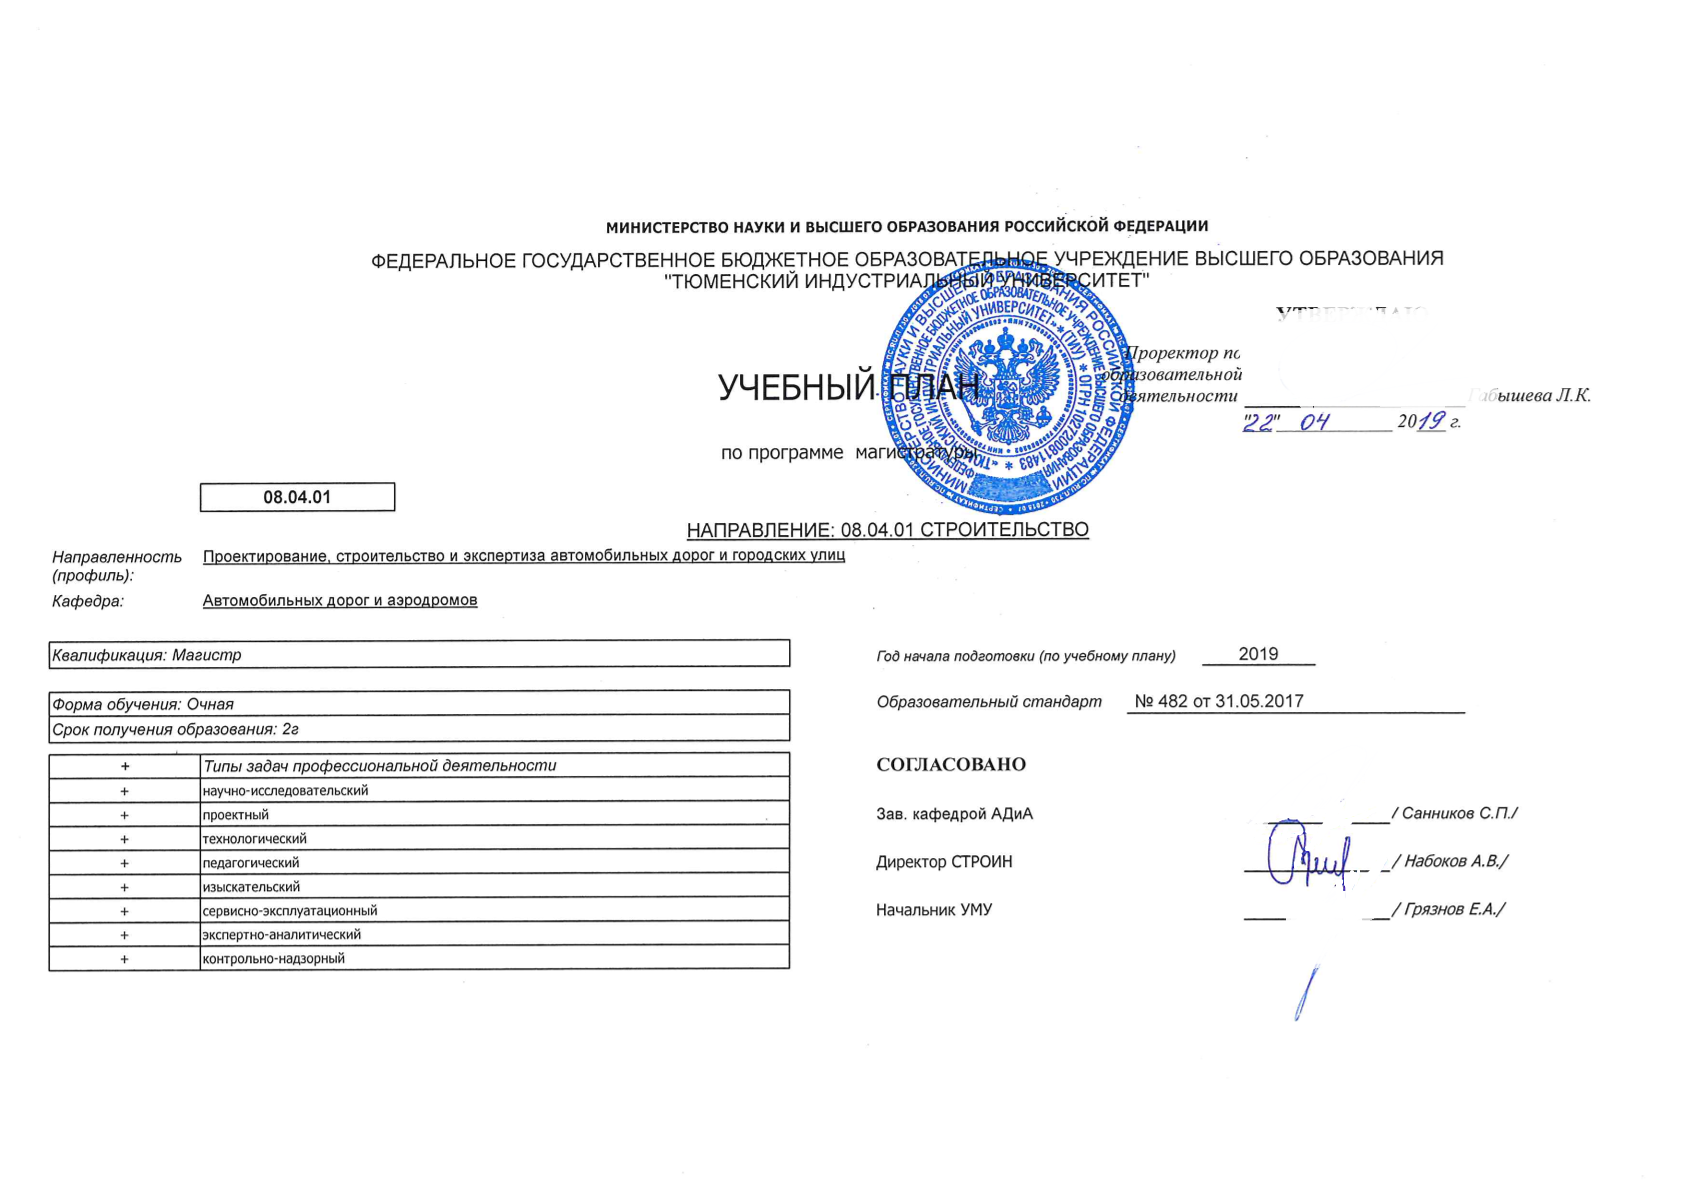 МИНИСТЕРСТВО НАУКИ И ВЫСШЕГО ОБРАЗОВАНИЯ РОССИЙСКОЙ ФЕДЕРАЦИИ
ФЕДЕРАЛЬНОЕ ГОСУДАРСТВЕННОЕ БЮДЖЕТНОЕ ОБРАЗОВАТЕЛЬНОЕ УЧРЕЖДЕНИЕ ВЫСШЕГО ОБРАЗОВАНИЯ
"ТЮМЕНСКИЙ ИНДУСТРИАЛЬНЫЙ УНИВЕРСИТЕТ"
Проректор по
образовательной
деятельности Габышева Л.К.
"22" 04 2019 г.
УЧЕБНЫЙ ПЛАН
по программе магистратуры
08.04.01
НАПРАВЛЕНИЕ: 08.04.01 СТРОИТЕЛЬСТВО
Направленность (профиль): Проектирование, строительство и экспертиза автомобильных дорог и городских улиц
Кафедра: Автомобильных дорог и аэродромов
Квалификация: Магистр
Форма обучения: Очная
Срок получения образования: 2г
+ Типы задач профессиональной деятельности
+ научно-исследовательский
+ проектный
+ технологический
+ педагогический
+ изыскательский
+ сервисно-эксплуатационный
+ экспертно-аналитический
+ контрольно-надзорный
Год начала подготовки (по учебному плану) 2019
Образовательный стандарт № 482 от 31.05.2017
СОГЛАСОВАНО
Зав. кафедрой АДиА / Санников С.П./
Директор СТРОИН / Набоков А.В./
Начальник УМУ / Грязнов Е.А./